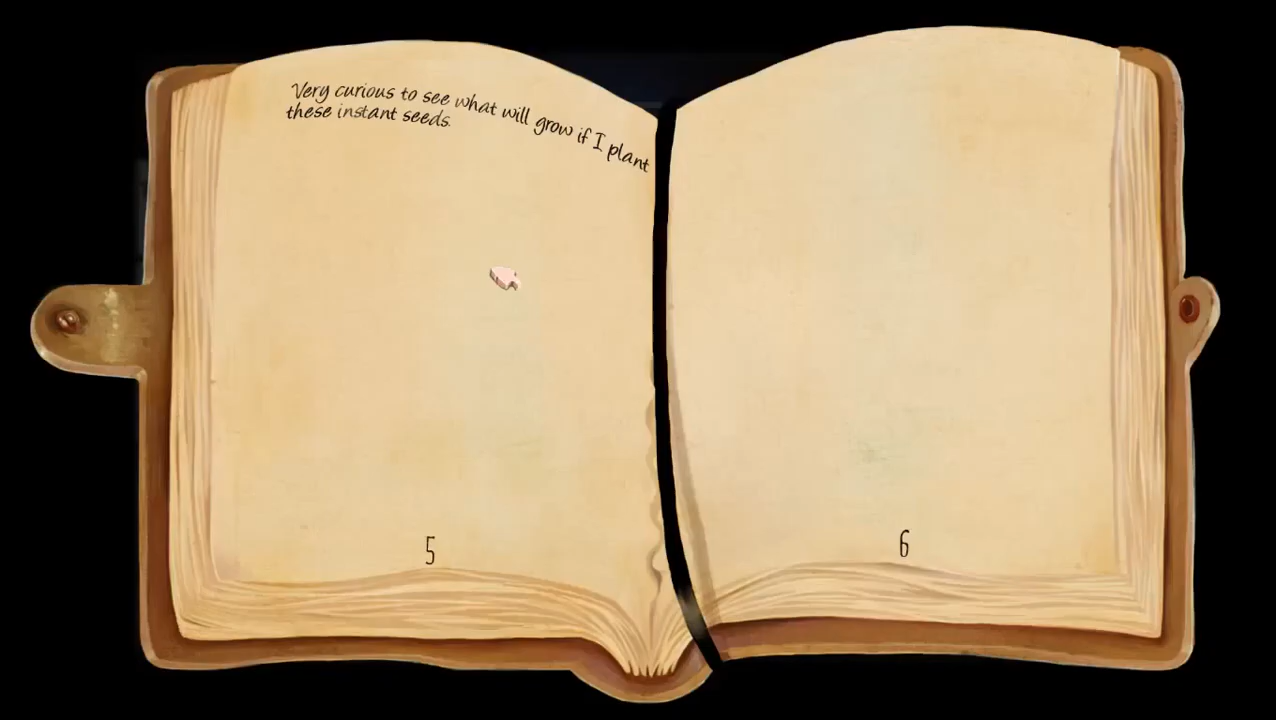 Very curious to see what will grow if I plant
these instant seeds.
5
6